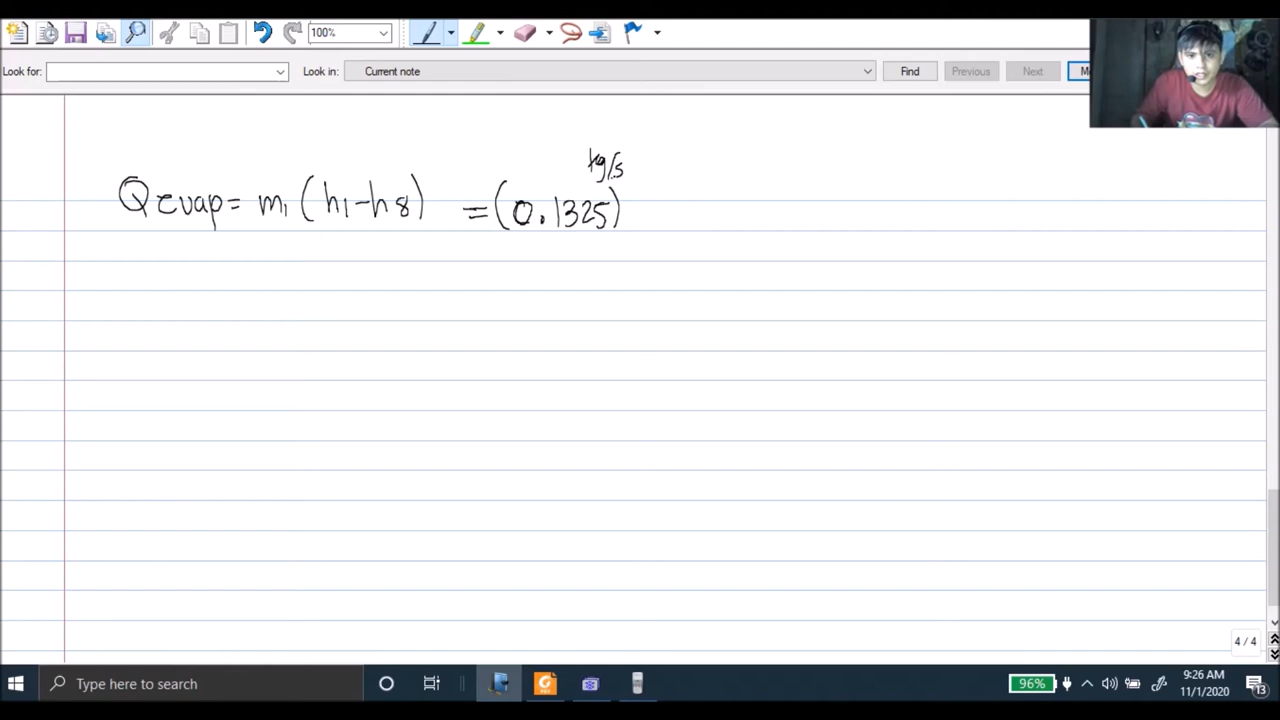 100%
Look for:
Look in:
Current note
Find
Previous
Next
kg/s
Qevap = m₁ (h₁-h8) = (0.1325)
4 / 4
Type here to search
96%
9:26 AM
11/1/2020
13